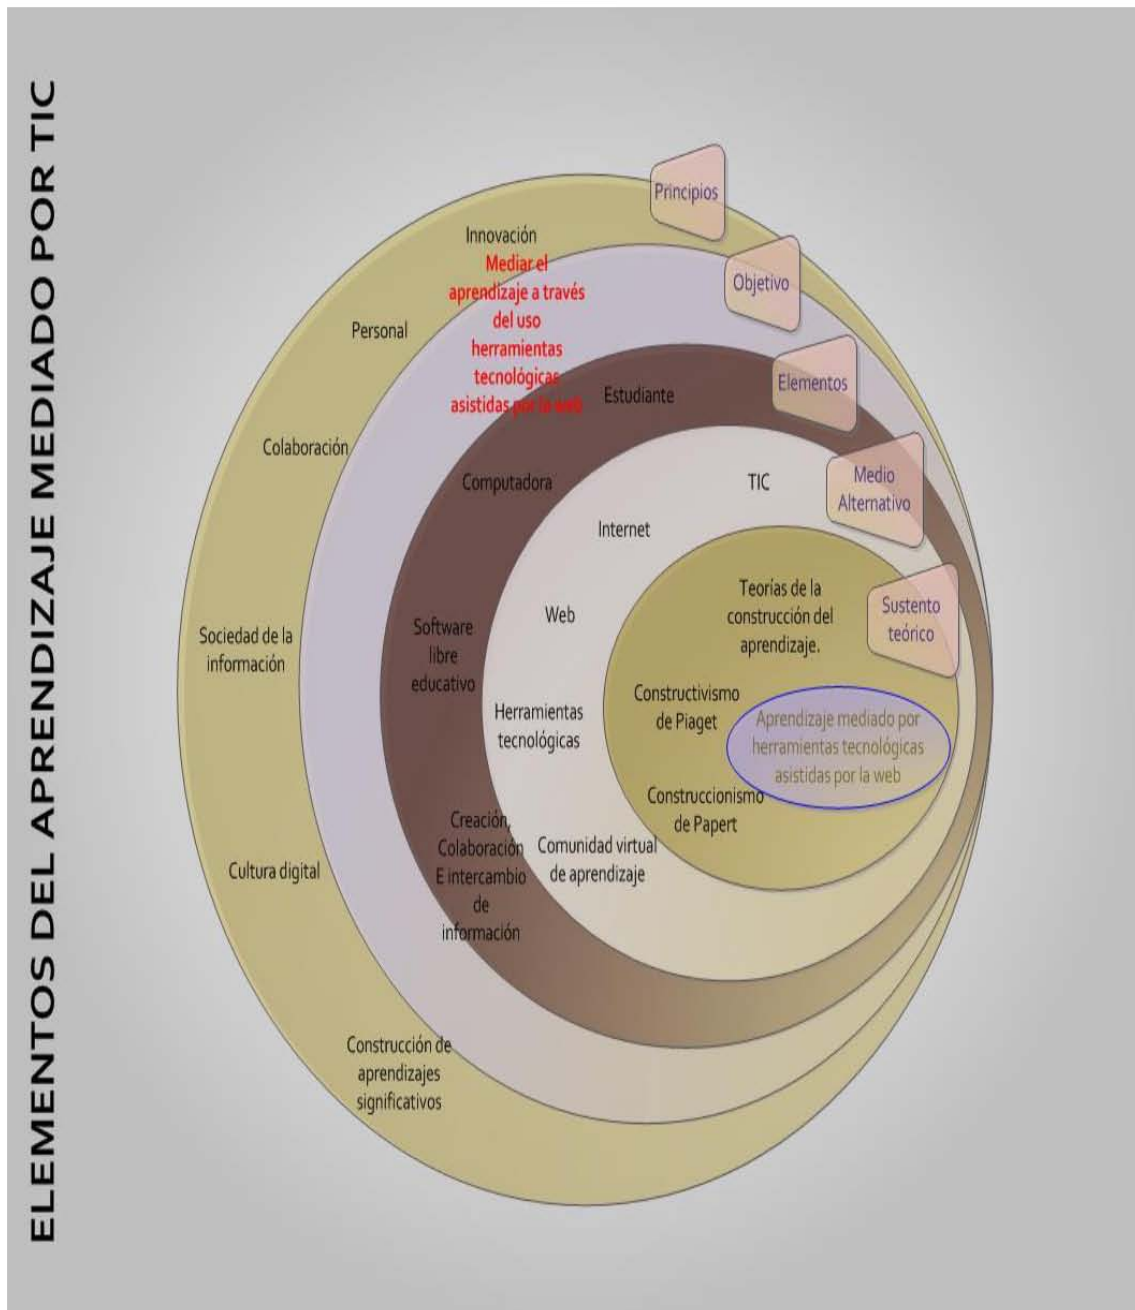 ELEMENTOS DEL APRENDIZAJE MEDIADO POR TIC
Principios
Innovación
Personal
Colaboración
Sociedad de la
información
Cultura digital
Construcción de
aprendizajes
significativos
Objetivo
Mediar el
aprendizaje a través
del uso
herramientas
tecnológicas
asistidas por la web
Elementos
Estudiante
Computadora
Software
libre
educativo
Creación,
Colaboración
E intercambio
de
información
Medio
Alternativo
TIC
Internet
Web
Herramientas
tecnológicas
Comunidad virtual
de aprendizaje
Sustento
teórico
Teorías de la
construcción del
aprendizaje.
Constructivismo
de Piaget
Construccionismo
de Papert
Aprendizaje mediado por
herramientas tecnológicas
asistidas por la web